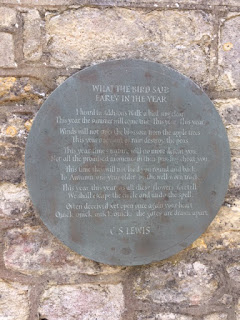 WHAT THE BIRD SAID
EARLY IN THE YEAR
I heard in Addison's Walk a bird sing clear
This year the summer will come true. This year. This year.
Winds will not strip the blossom from the apple trees
This year nor want of rain destroy the peas.
This year time's nature will no more defeat you,
Nor all the promised moments in their passing cheat you.
This time they will not lead you round and back
To Autumn, one year older, by the well worn track.
This year, this year, as all these flowers foretell,
We shall escape the circle and undo the spell.
Often deceived, yet open once again your heart,
Quick, quick, quick, quick! the gates are drawn apart.
C S LEWIS